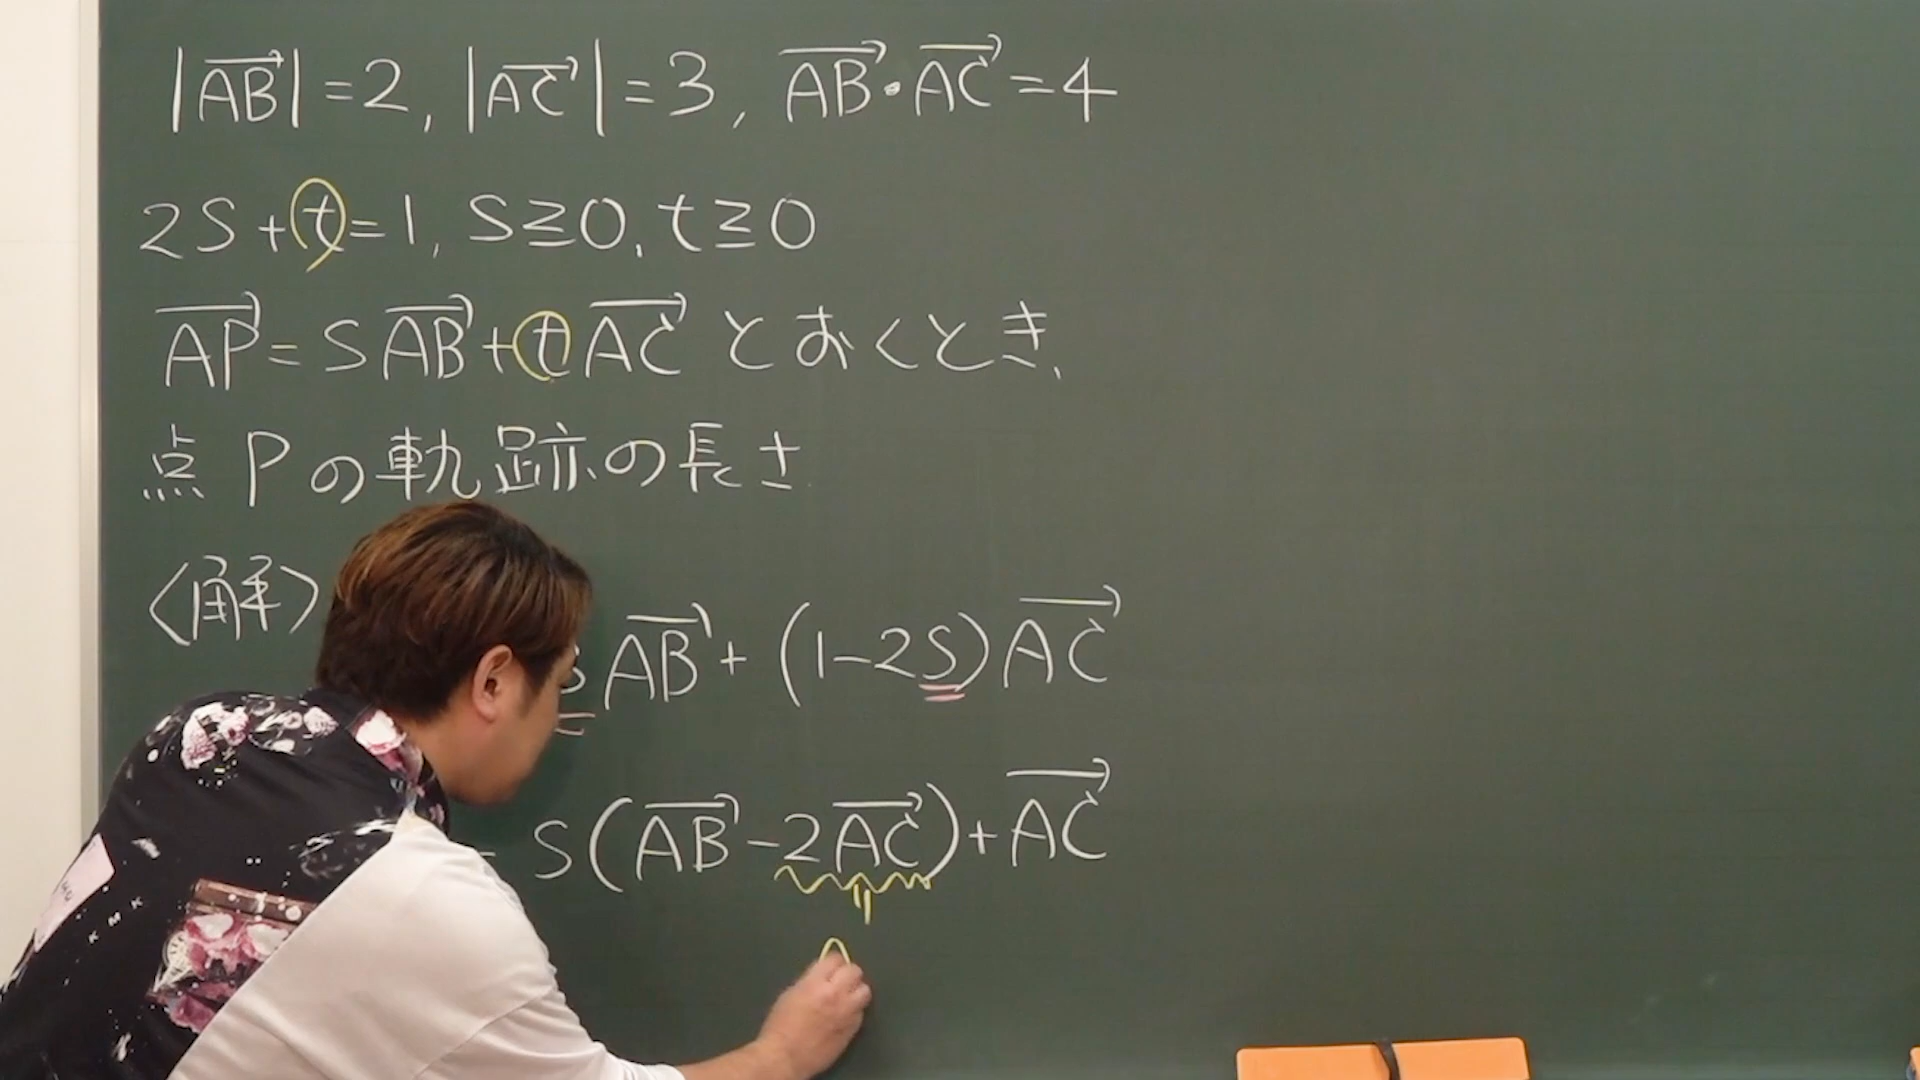 |AB→|=2, |AC→|=3, AB→・AC→=4
2S+t=1, S≧0, t≧0
AP→=SAB→+tAC→とおくとき、
点Pの軌跡の長さ
〈解〉
SAB→+(1-2S)AC→
S(AB→-2AC→)+AC→